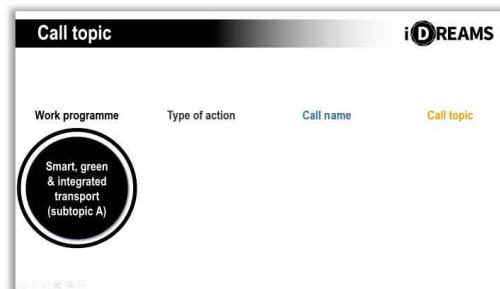 Call topic
iDREAMS
Work programme
Type of action
Call name
Call topic
Smart, green
& integrated
transport
(subtopic A)